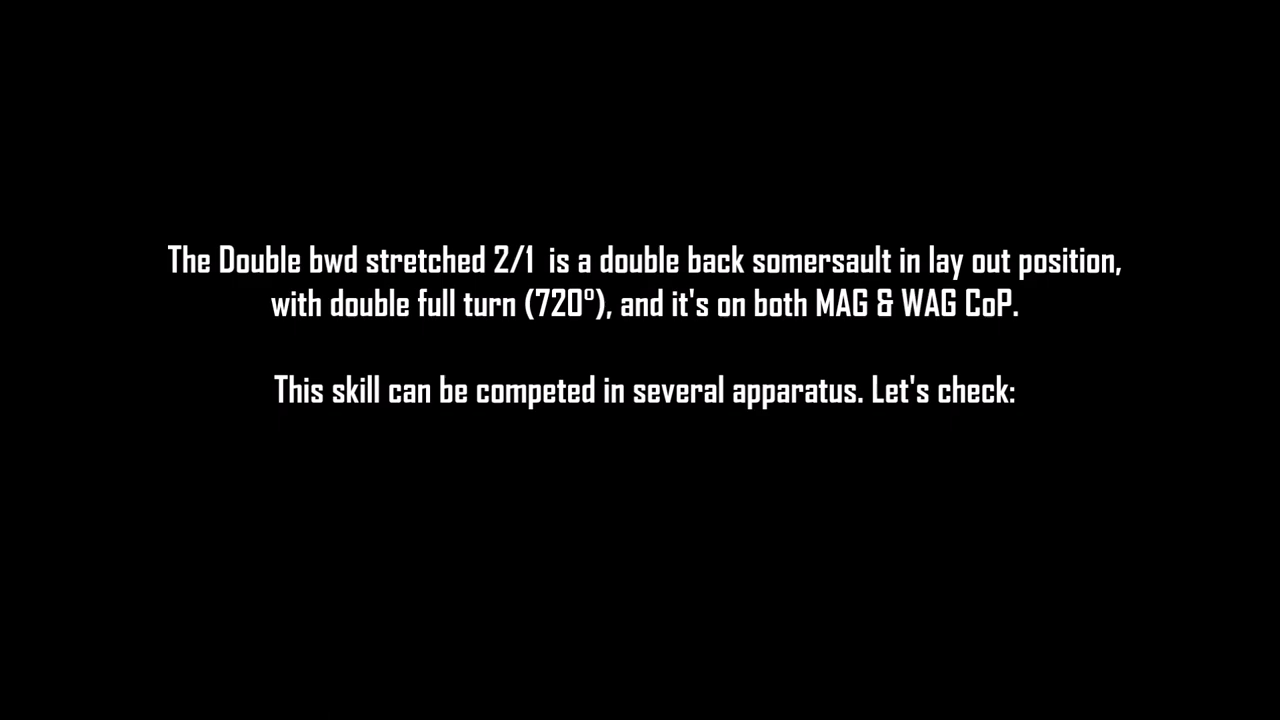 The Double bwd stretched 2/1 is a double back somersault in lay out position,
with double full turn (720º), and it's on both MAG & WAG CoP.
This skill can be competed in several apparatus. Let's check: